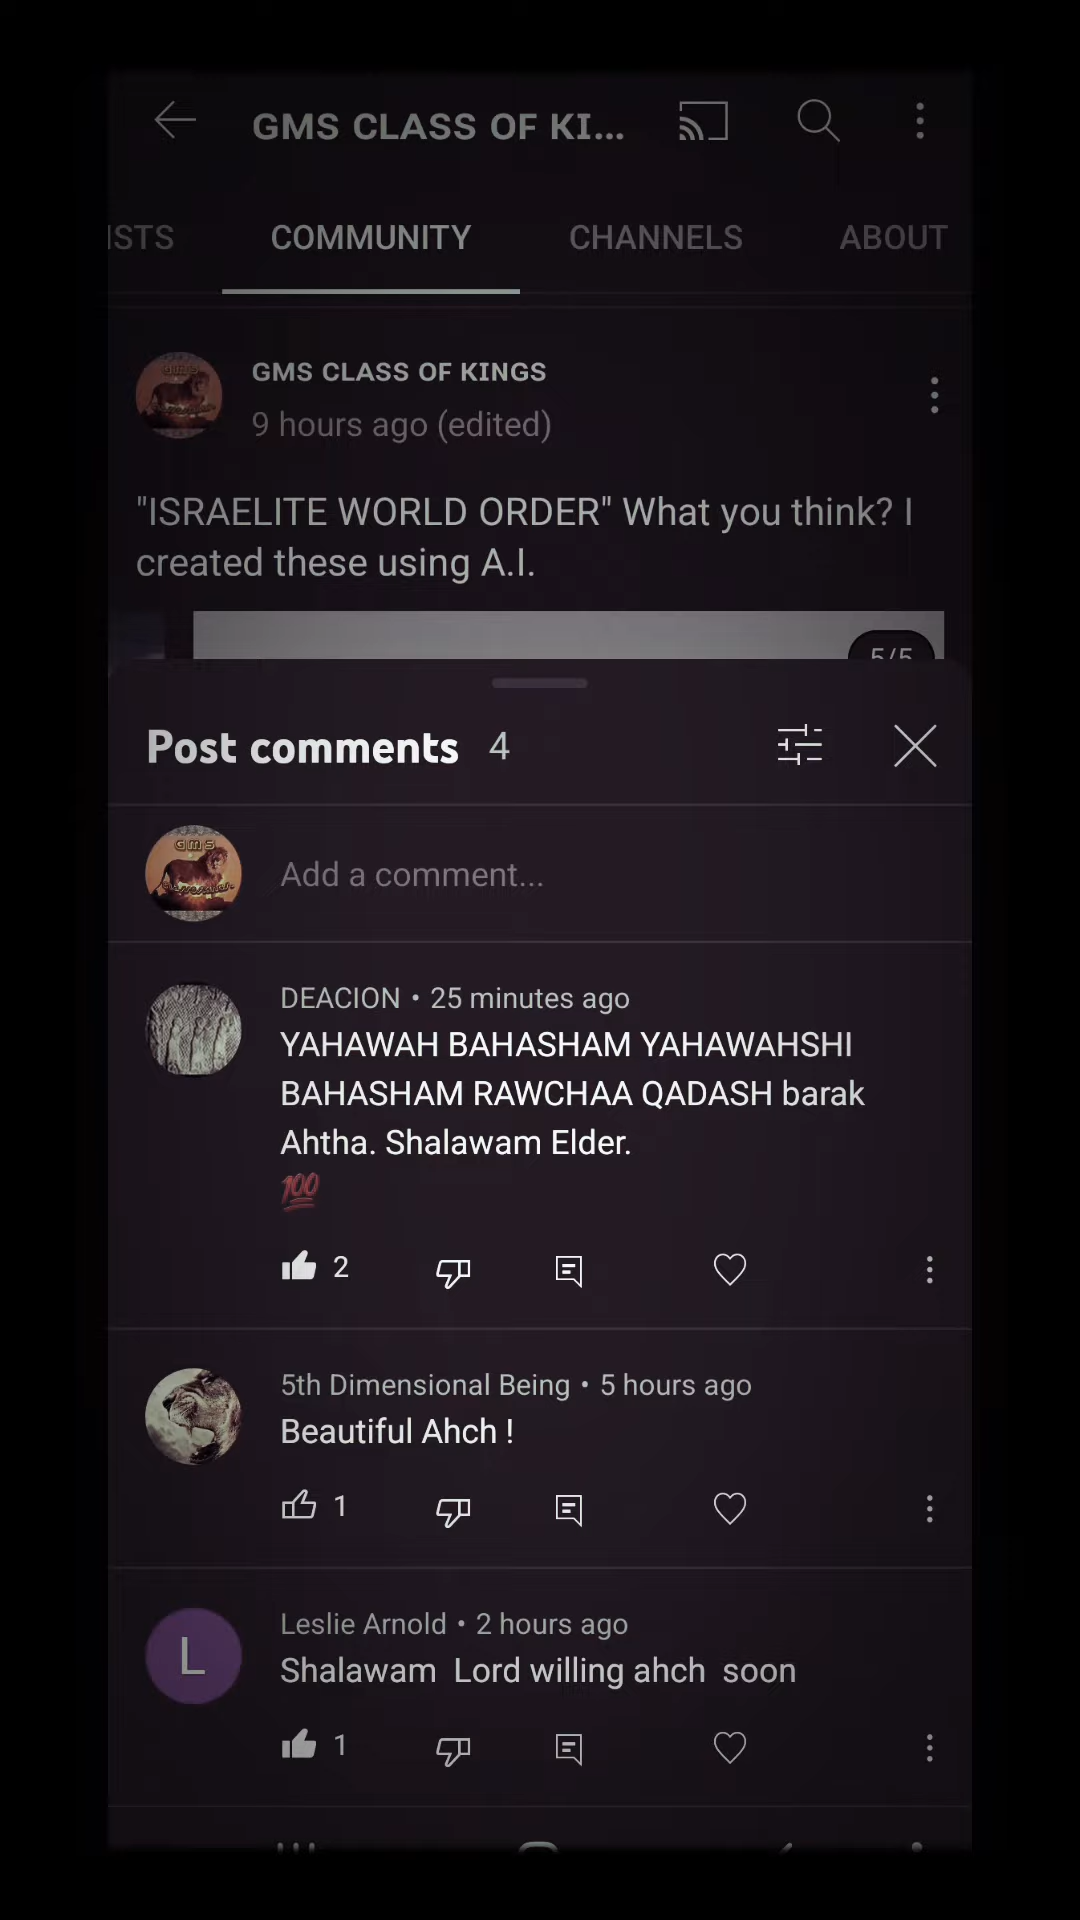 GMS CLASS OF KI...
ISTS COMMUNITY CHANNELS ABOUT
GMS CLASS OF KINGS
9 hours ago (edited)
"ISRAELITE WORLD ORDER" What you think? I
created these using A.I.
5/5
Post comments 4
GMS
Add a comment...
DEACION • 25 minutes ago
YAHAWAH BAHASHAM YAHAWAHSHI
BAHASHAM RAWCHAA QADASH barak
Ahtha. Shalawam Elder.
💯
2
5th Dimensional Being • 5 hours ago
Beautiful Ahch !
1
L
Leslie Arnold • 2 hours ago
Shalawam  Lord willing ahch  soon
1